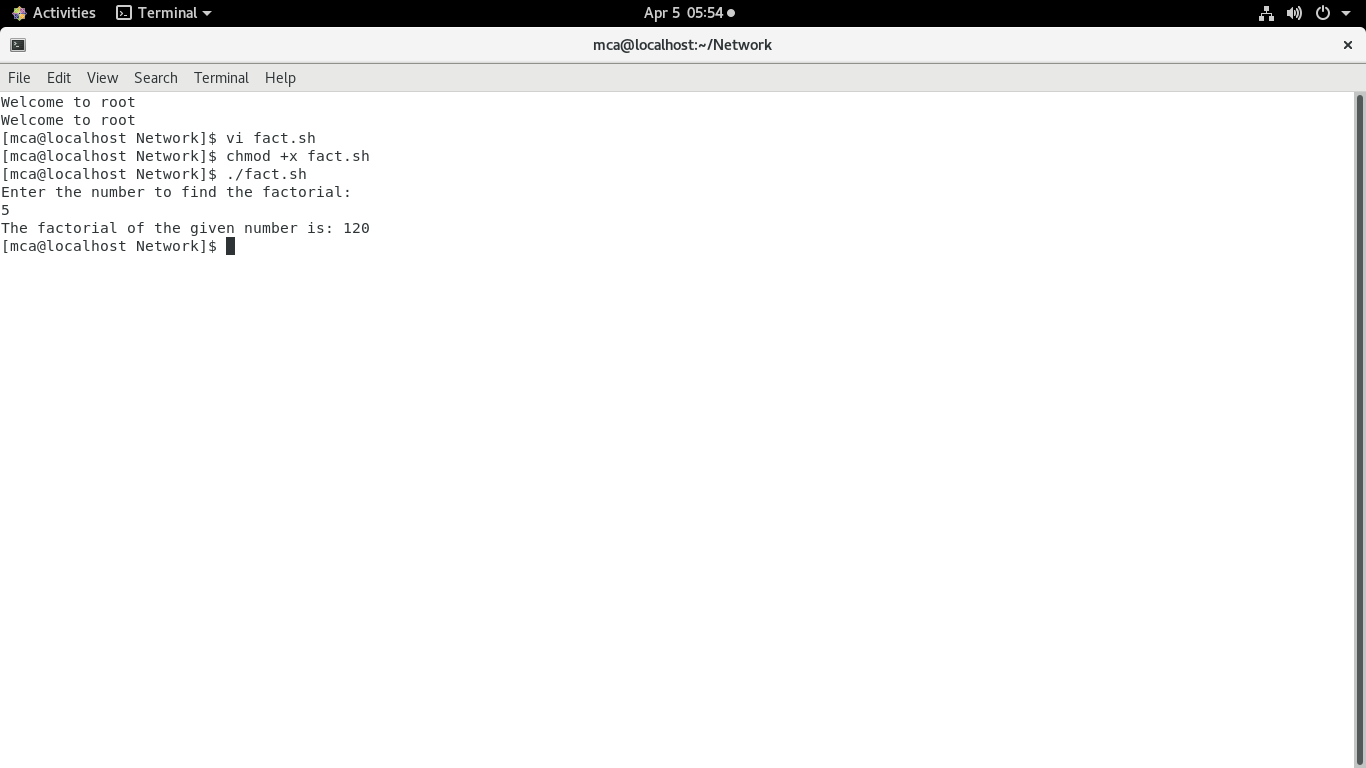 Activities Terminal Apr 5 05:54
mca@localhost:~/Network
File Edit View Search Terminal Help
Welcome to root
Welcome to root
[mca@localhost Network]$ vi fact.sh
[mca@localhost Network]$ chmod +x fact.sh
[mca@localhost Network]$ ./fact.sh
Enter the number to find the factorial:
5
The factorial of the given number is: 120
[mca@localhost Network]$